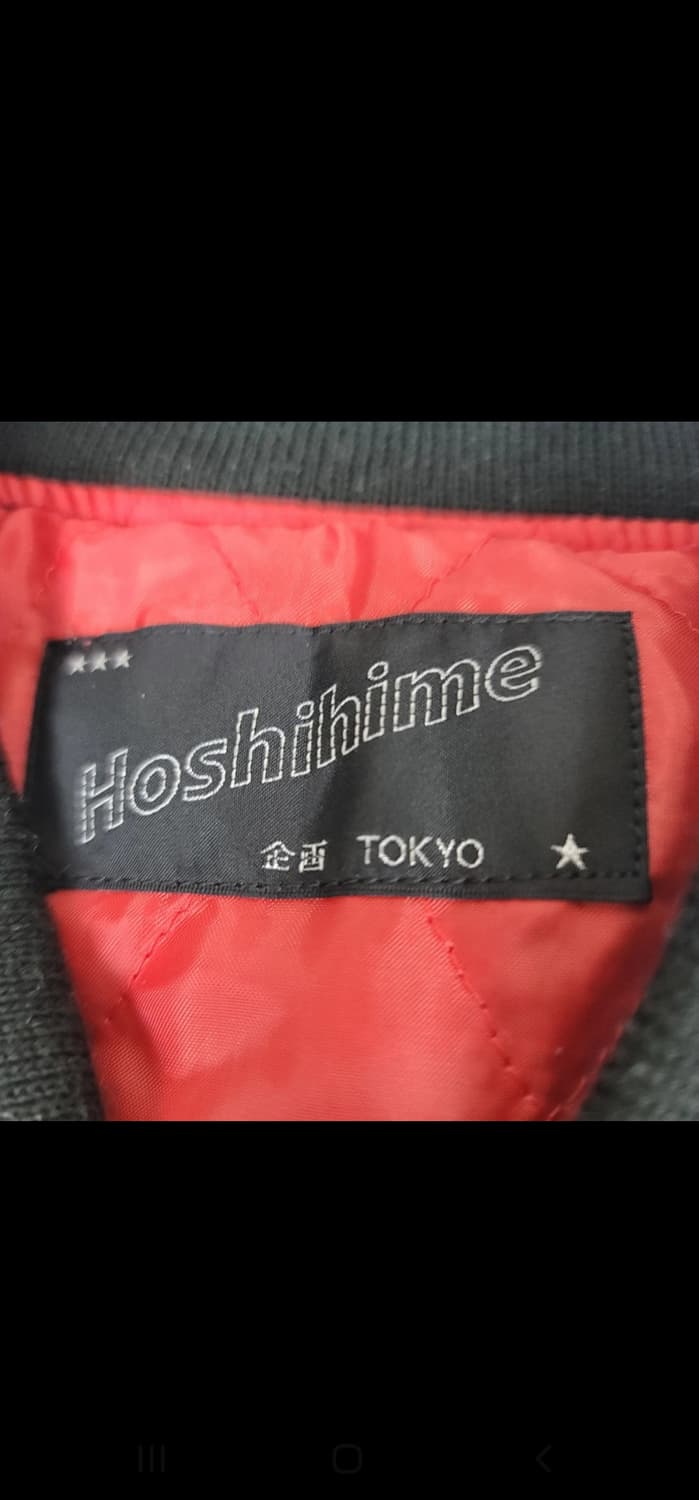 ★★★
Hoshihime
企画 TOKYO ★